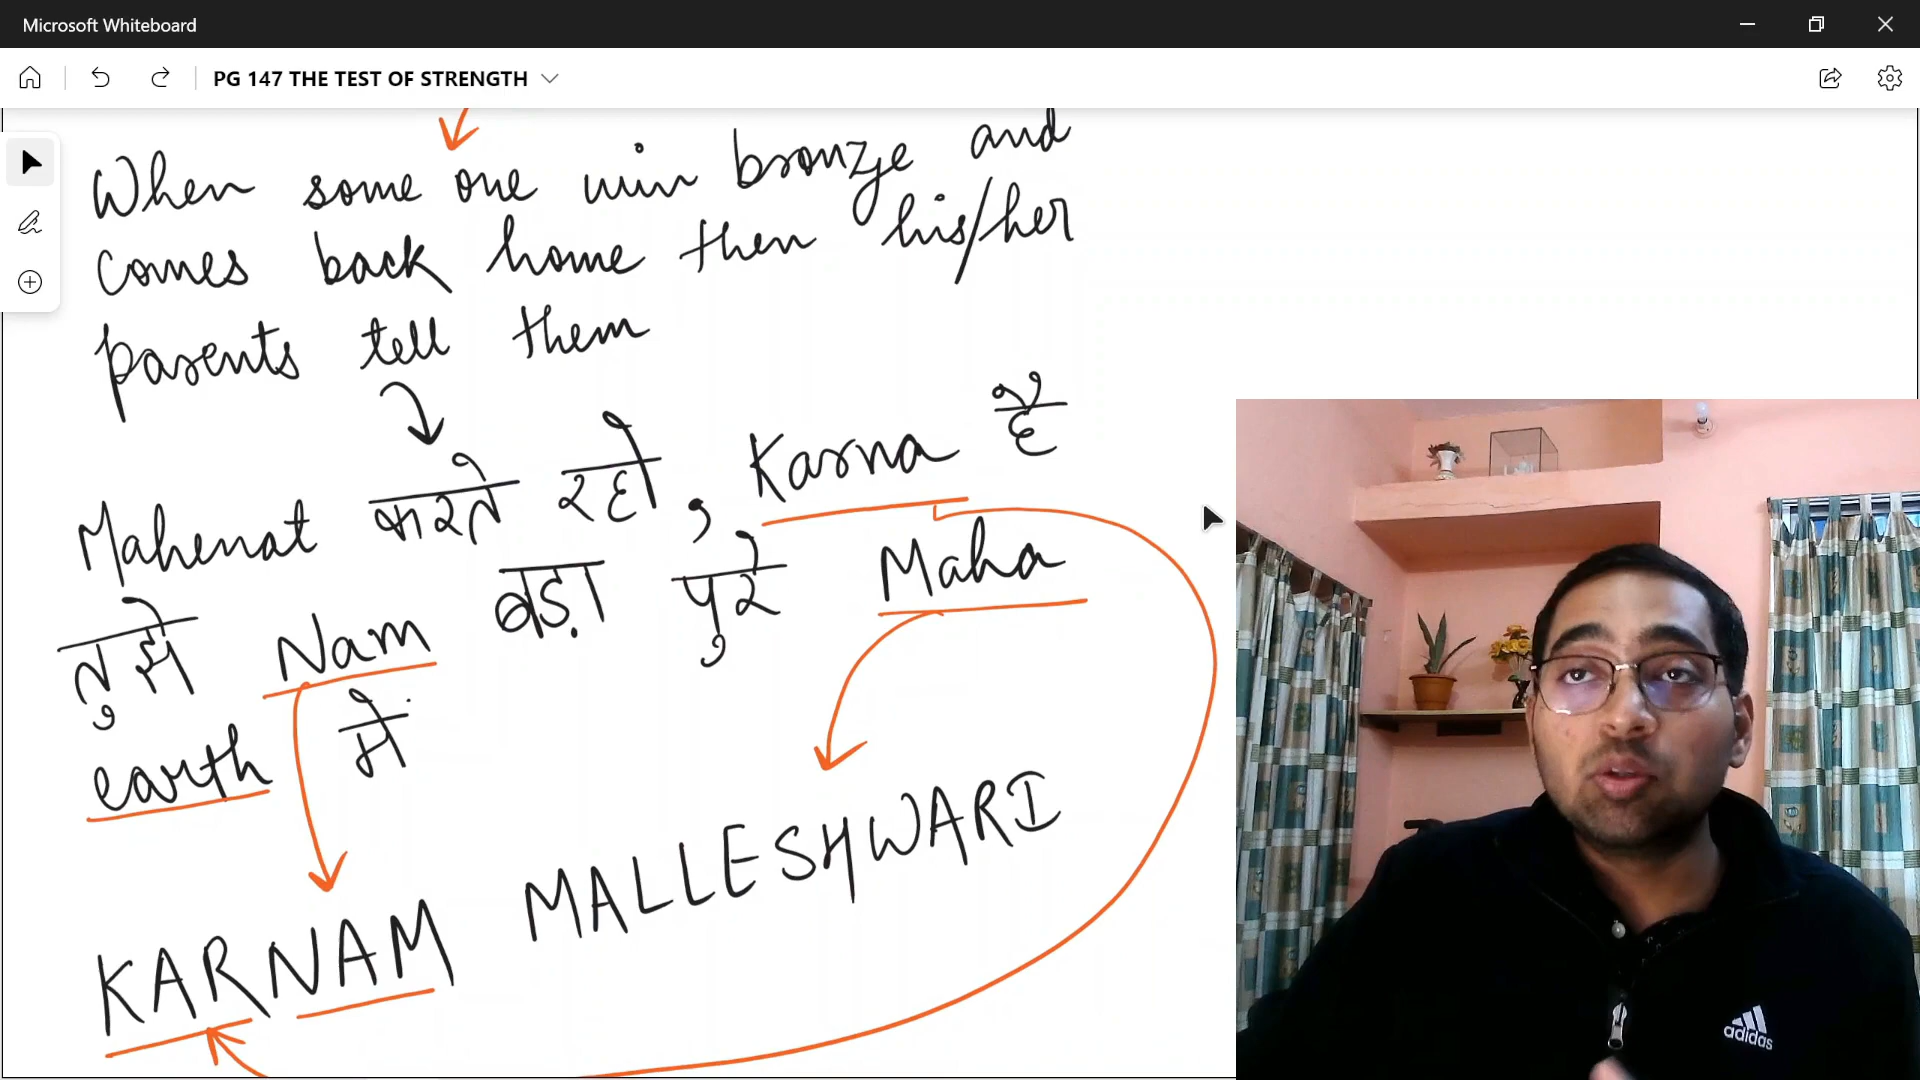 Microsoft Whiteboard
PG 147 THE TEST OF STRENGTH
When some one win bronze and
comes back home then his/her
parents tell them
Mahenat करते रहो, Karna है
तुझे Nam बड़ा पुरे Maha
earth मे
KARNAM MALLESHWARI
adidas